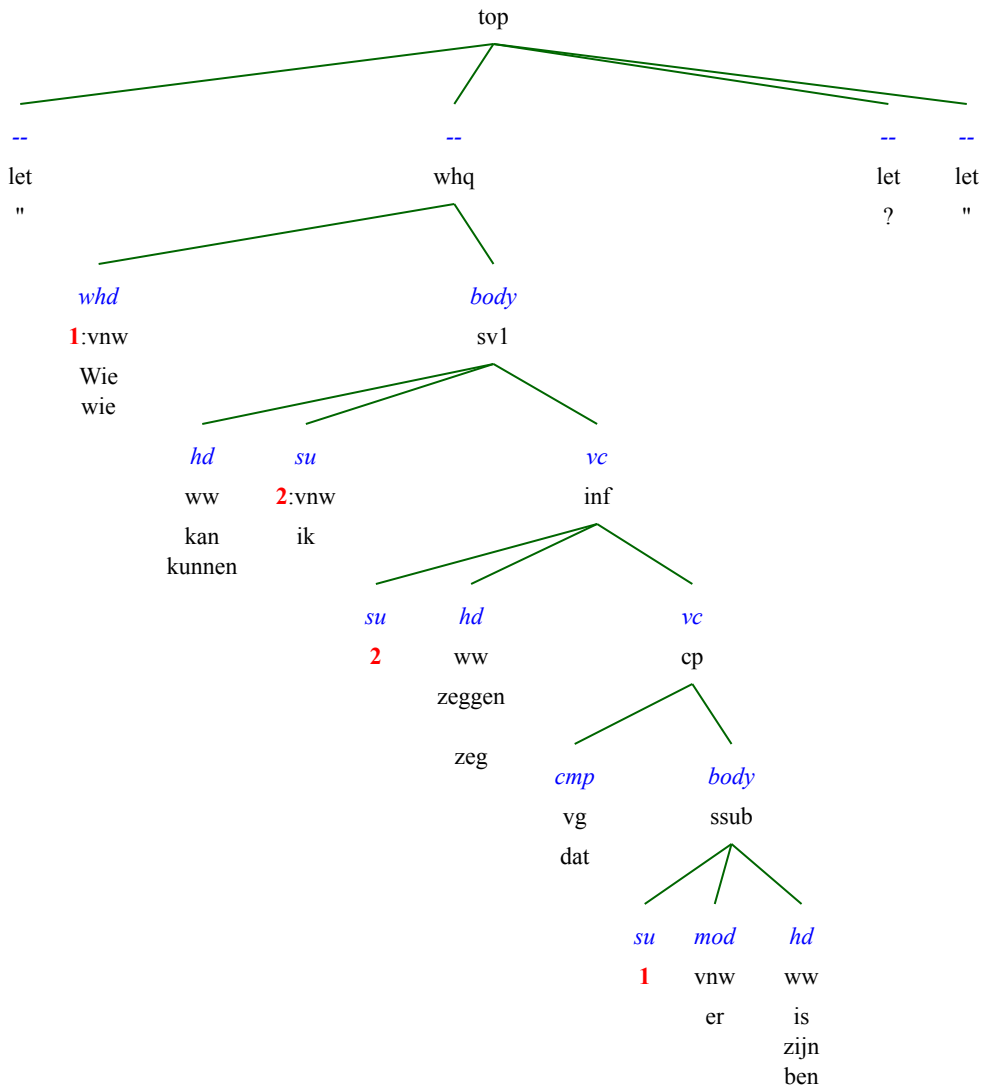 top
-- -- -- --
let whq let let
" ? "
whd body
1:vnw sv1
Wie
wie
hd su vc
ww 2:vnw inf
kan ik
kunnen
su hd vc
2 ww cp
zeggen
zeg
cmp body
vg ssub
dat
su mod hd
1 vnw ww
er is
zijn
ben